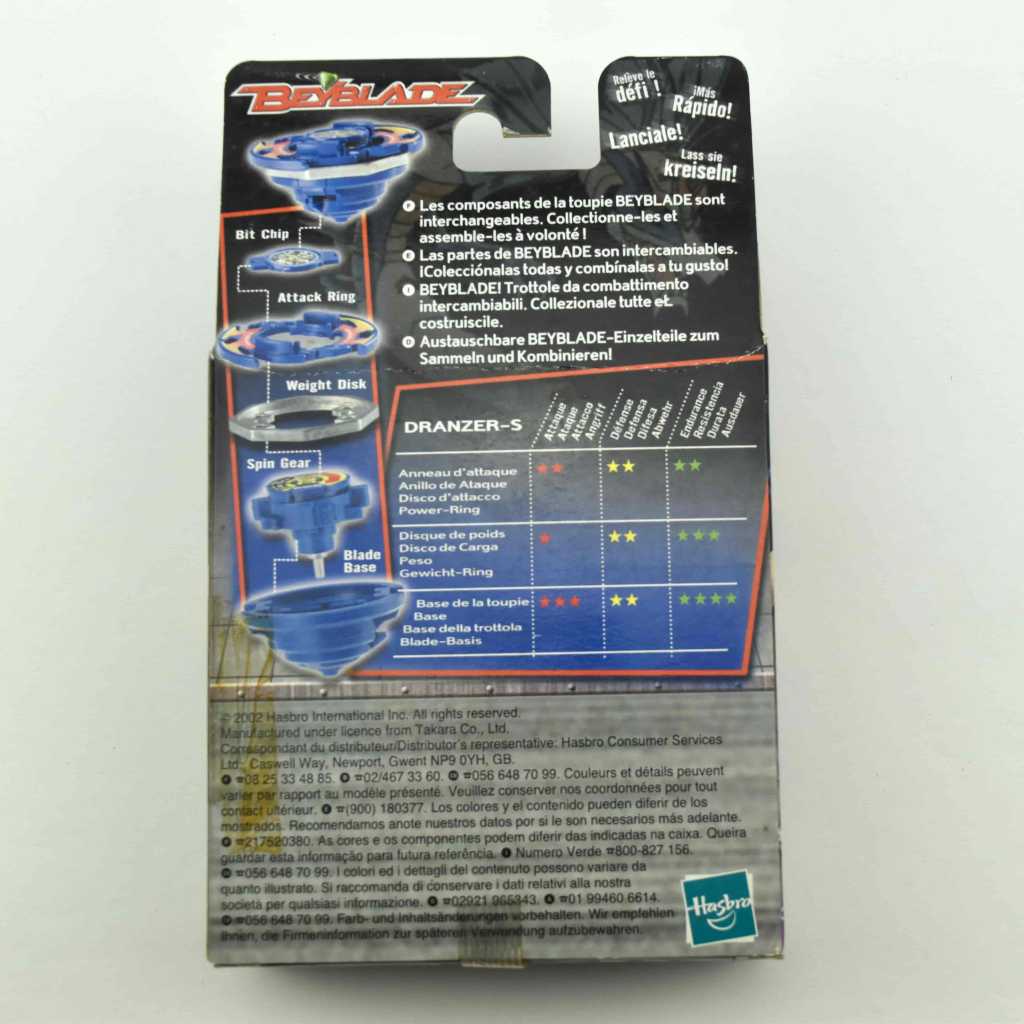 BEYBLADE
Relève le
défi !
¡Más
Rápido!
Lanciale!
Lass sie
kreiseln!
F Les composants de la toupie BEYBLADE sont
interchangeables. Collectionne-les et
assemble-les à volonté !
E Las partes de BEYBLADE son intercambiables.
¡Colecciónalas todas y combínalas a tu gusto!
I BEYBLADE! Trottole da combattimento
intercambiabili. Collezionale tutte et
costruiscile.
D Austauschbare BEYBLADE-Einzelteile zum
Sammeln und Kombinieren!
Bit Chip
Attack Ring
Weight Disk
Spin Gear
Blade
Base
DRANZER-S
Attaque
Ataque
Attacco
Angriff
Défense
Defensa
Difesa
Abwehr
Endurance
Resistencia
Durata
Ausdauer
Anneau d'attaque
Anillo de Ataque
Disco d'attacco
Power-Ring
★★ ★★ ★★
Disque de poids
Disco de Carga
Peso
Gewicht-Ring
★ ★★ ★★★
Base de la toupie
Base
Base della trottola
Blade-Basis
★★★ ★★ ★★★★
© 2002 Hasbro International Inc. All rights reserved.
Manufactured under licence from Takara Co., Ltd.
Correspondant du distributeur/Distributor's representative: Hasbro Consumer Services
Ltd., Caswell Way, Newport, Gwent NP9 0YH, GB.
☎08 25 33 48 85. ☎02/467 33 60. ☎056 648 70 99. Couleurs et détails peuvent
varier par rapport au modèle présenté. Veuillez conserver nos coordonnées pour tout
contact ultérieur. ☎(900) 180377. Los colores y el contenido pueden diferir de los
mostrados. Recomendamos anote nuestros datos por si le son necesarios más adelante.
☎217520380. As cores e os componentes podem diferir das indicadas na caixa. Queira
guardar esta informação para futura referência. Numero Verde ☎800-827 156.
☎056 648 70 99. I colori ed i dettagli del contenuto possono variare da
quanto illustrato. Si raccomanda di conservare i dati relativi alla nostra
società per qualsiasi informazione. ☎02921 965343. ☎01 99460 6614.
☎056 648 70 99. Farb- und Inhaltsänderungen vorbehalten. Wir empfehlen
Ihnen, die Firmeninformation zur späteren Verwendung aufzubewahren.
Hasbro